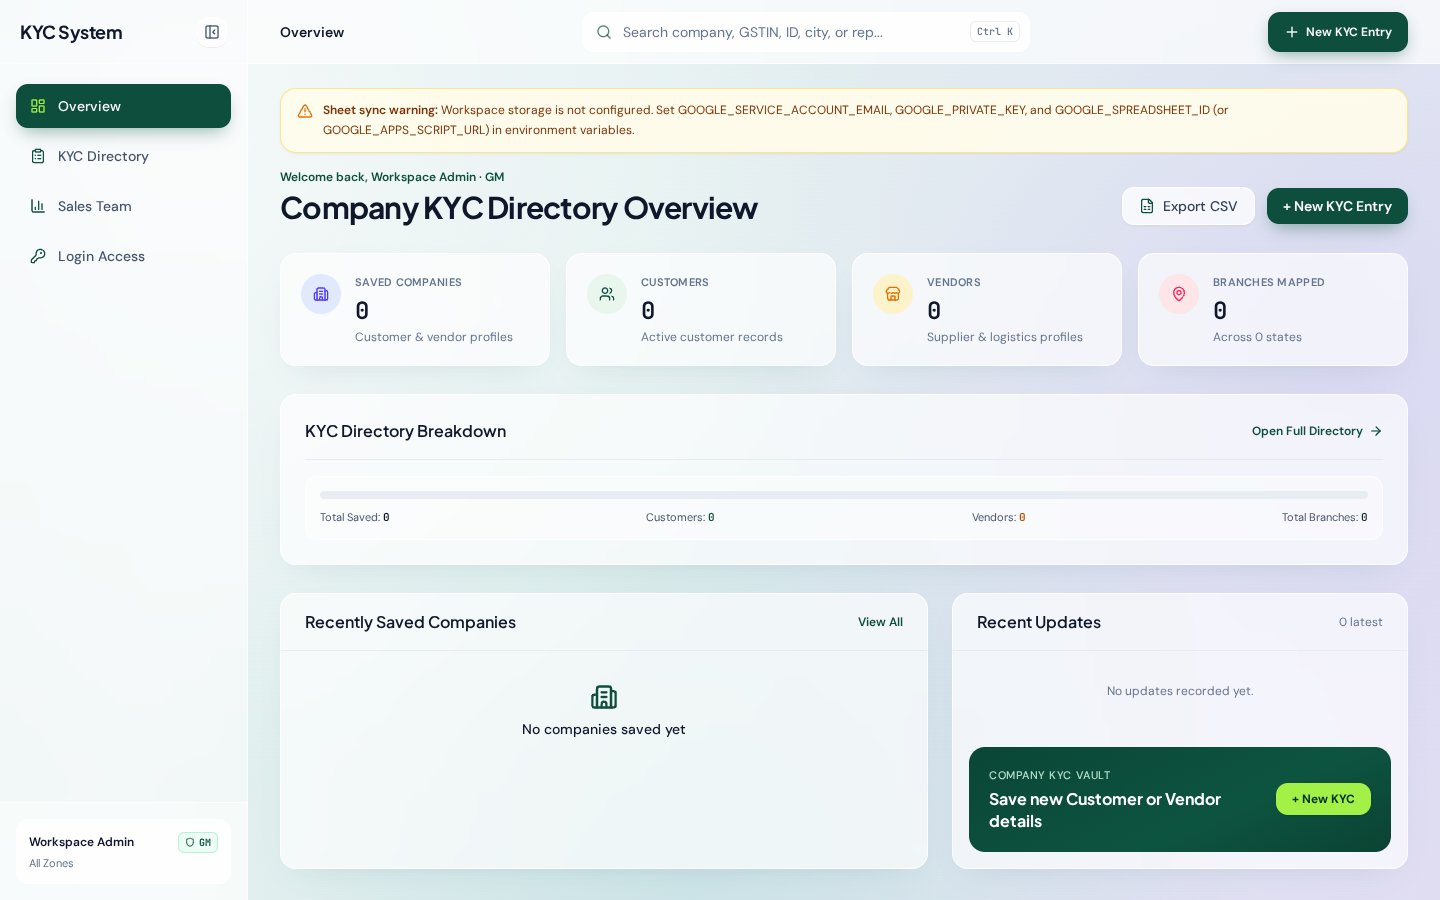 KYC System
Overview
Search company, GSTIN, ID, city, or rep...
Ctrl K
New KYC Entry
Overview
KYC Directory
Sales Team
Login Access
Sheet sync warning: Workspace storage is not configured. Set GOOGLE_SERVICE_ACCOUNT_EMAIL, GOOGLE_PRIVATE_KEY, and GOOGLE_SPREADSHEET_ID (or
GOOGLE_APPS_SCRIPT_URL) in environment variables.
Welcome back, Workspace Admin · GM
Company KYC Directory Overview
Export CSV
+ New KYC Entry
SAVED COMPANIES
0
Customer & vendor profiles
CUSTOMERS
0
Active customer records
VENDORS
0
Supplier & logistics profiles
BRANCHES MAPPED
0
Across 0 states
KYC Directory Breakdown
Open Full Directory
Total Saved: 0
Customers: 0
Vendors: 0
Total Branches: 0
Recently Saved Companies
View All
No companies saved yet
Recent Updates
0 latest
No updates recorded yet.
COMPANY KYC VAULT
Save new Customer or Vendor
details
+ New KYC
Workspace Admin
GM
All Zones